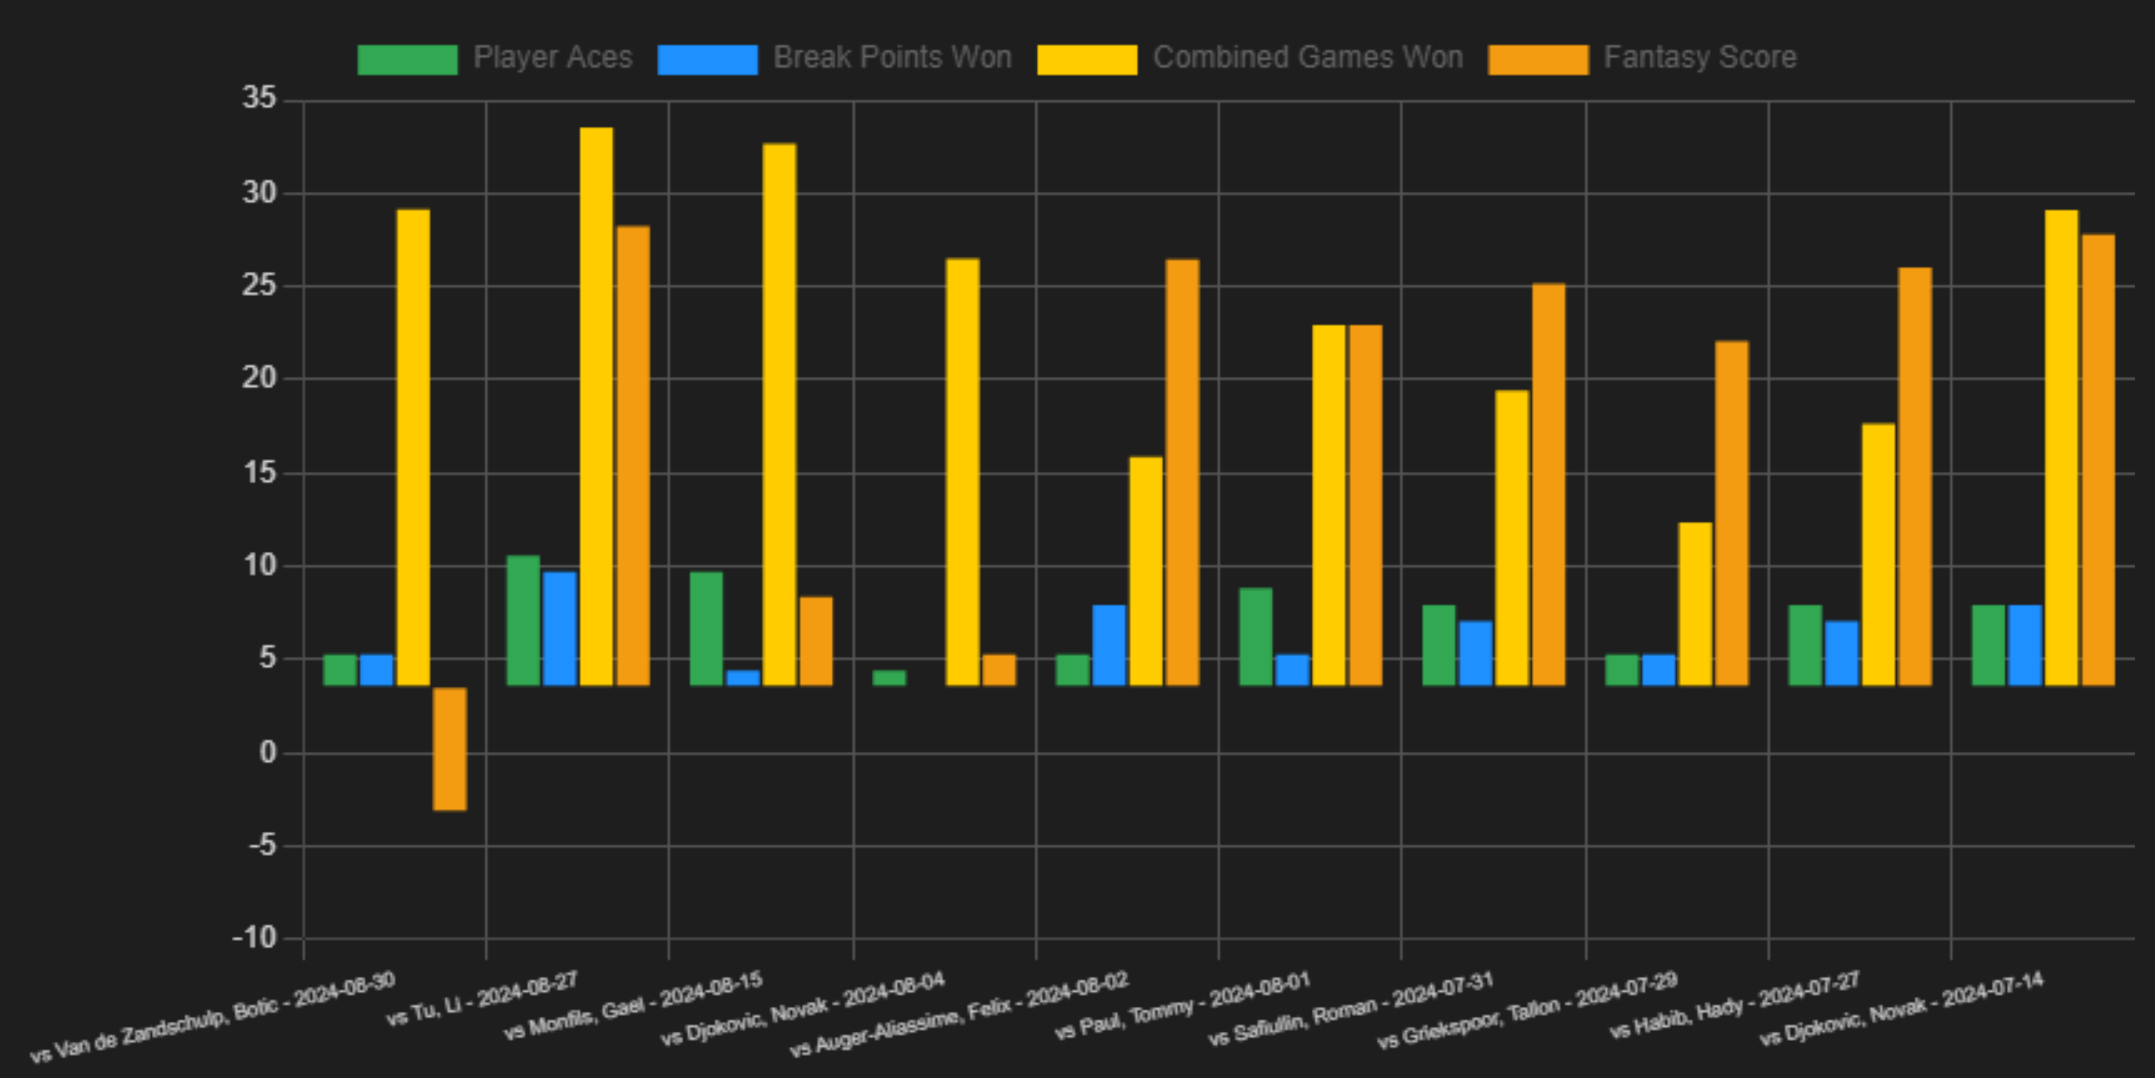 Player Aces Break Points Won Combined Games Won Fantasy Score
35
30
25
20
15
10
5
0
-5
-10
vs Van de Zandschulp, Botic - 2024-08-30
vs Tu, Li - 2024-08-27
vs Monfils, Gael - 2024-08-15
vs Djokovic, Novak - 2024-08-04
vs Auger-Aliassime, Felix - 2024-08-02
vs Paul, Tommy - 2024-08-01
vs Safiullin, Roman - 2024-07-31
vs Griekspoor, Tallon - 2024-07-29
vs Habib, Hady - 2024-07-27
vs Djokovic, Novak - 2024-07-14